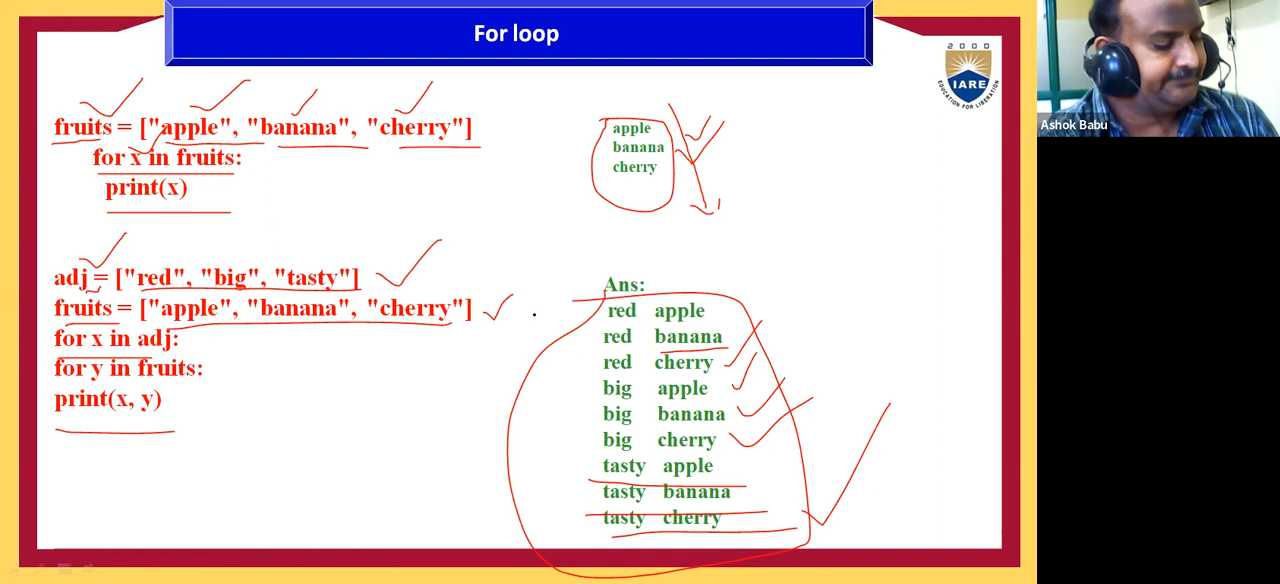 For loop
2000
IARE
EDUCATION FOR LIBERATION
Ashok Babu
fruits = ["apple", "banana", "cherry"]
for x in fruits:
print(x)
apple
banana
cherry
adj = ["red", "big", "tasty"]
fruits = ["apple", "banana", "cherry"]
for x in adj:
for y in fruits:
print(x, y)
Ans:
red apple
red banana
red cherry
big apple
big banana
big cherry
tasty apple
tasty banana
tasty cherry